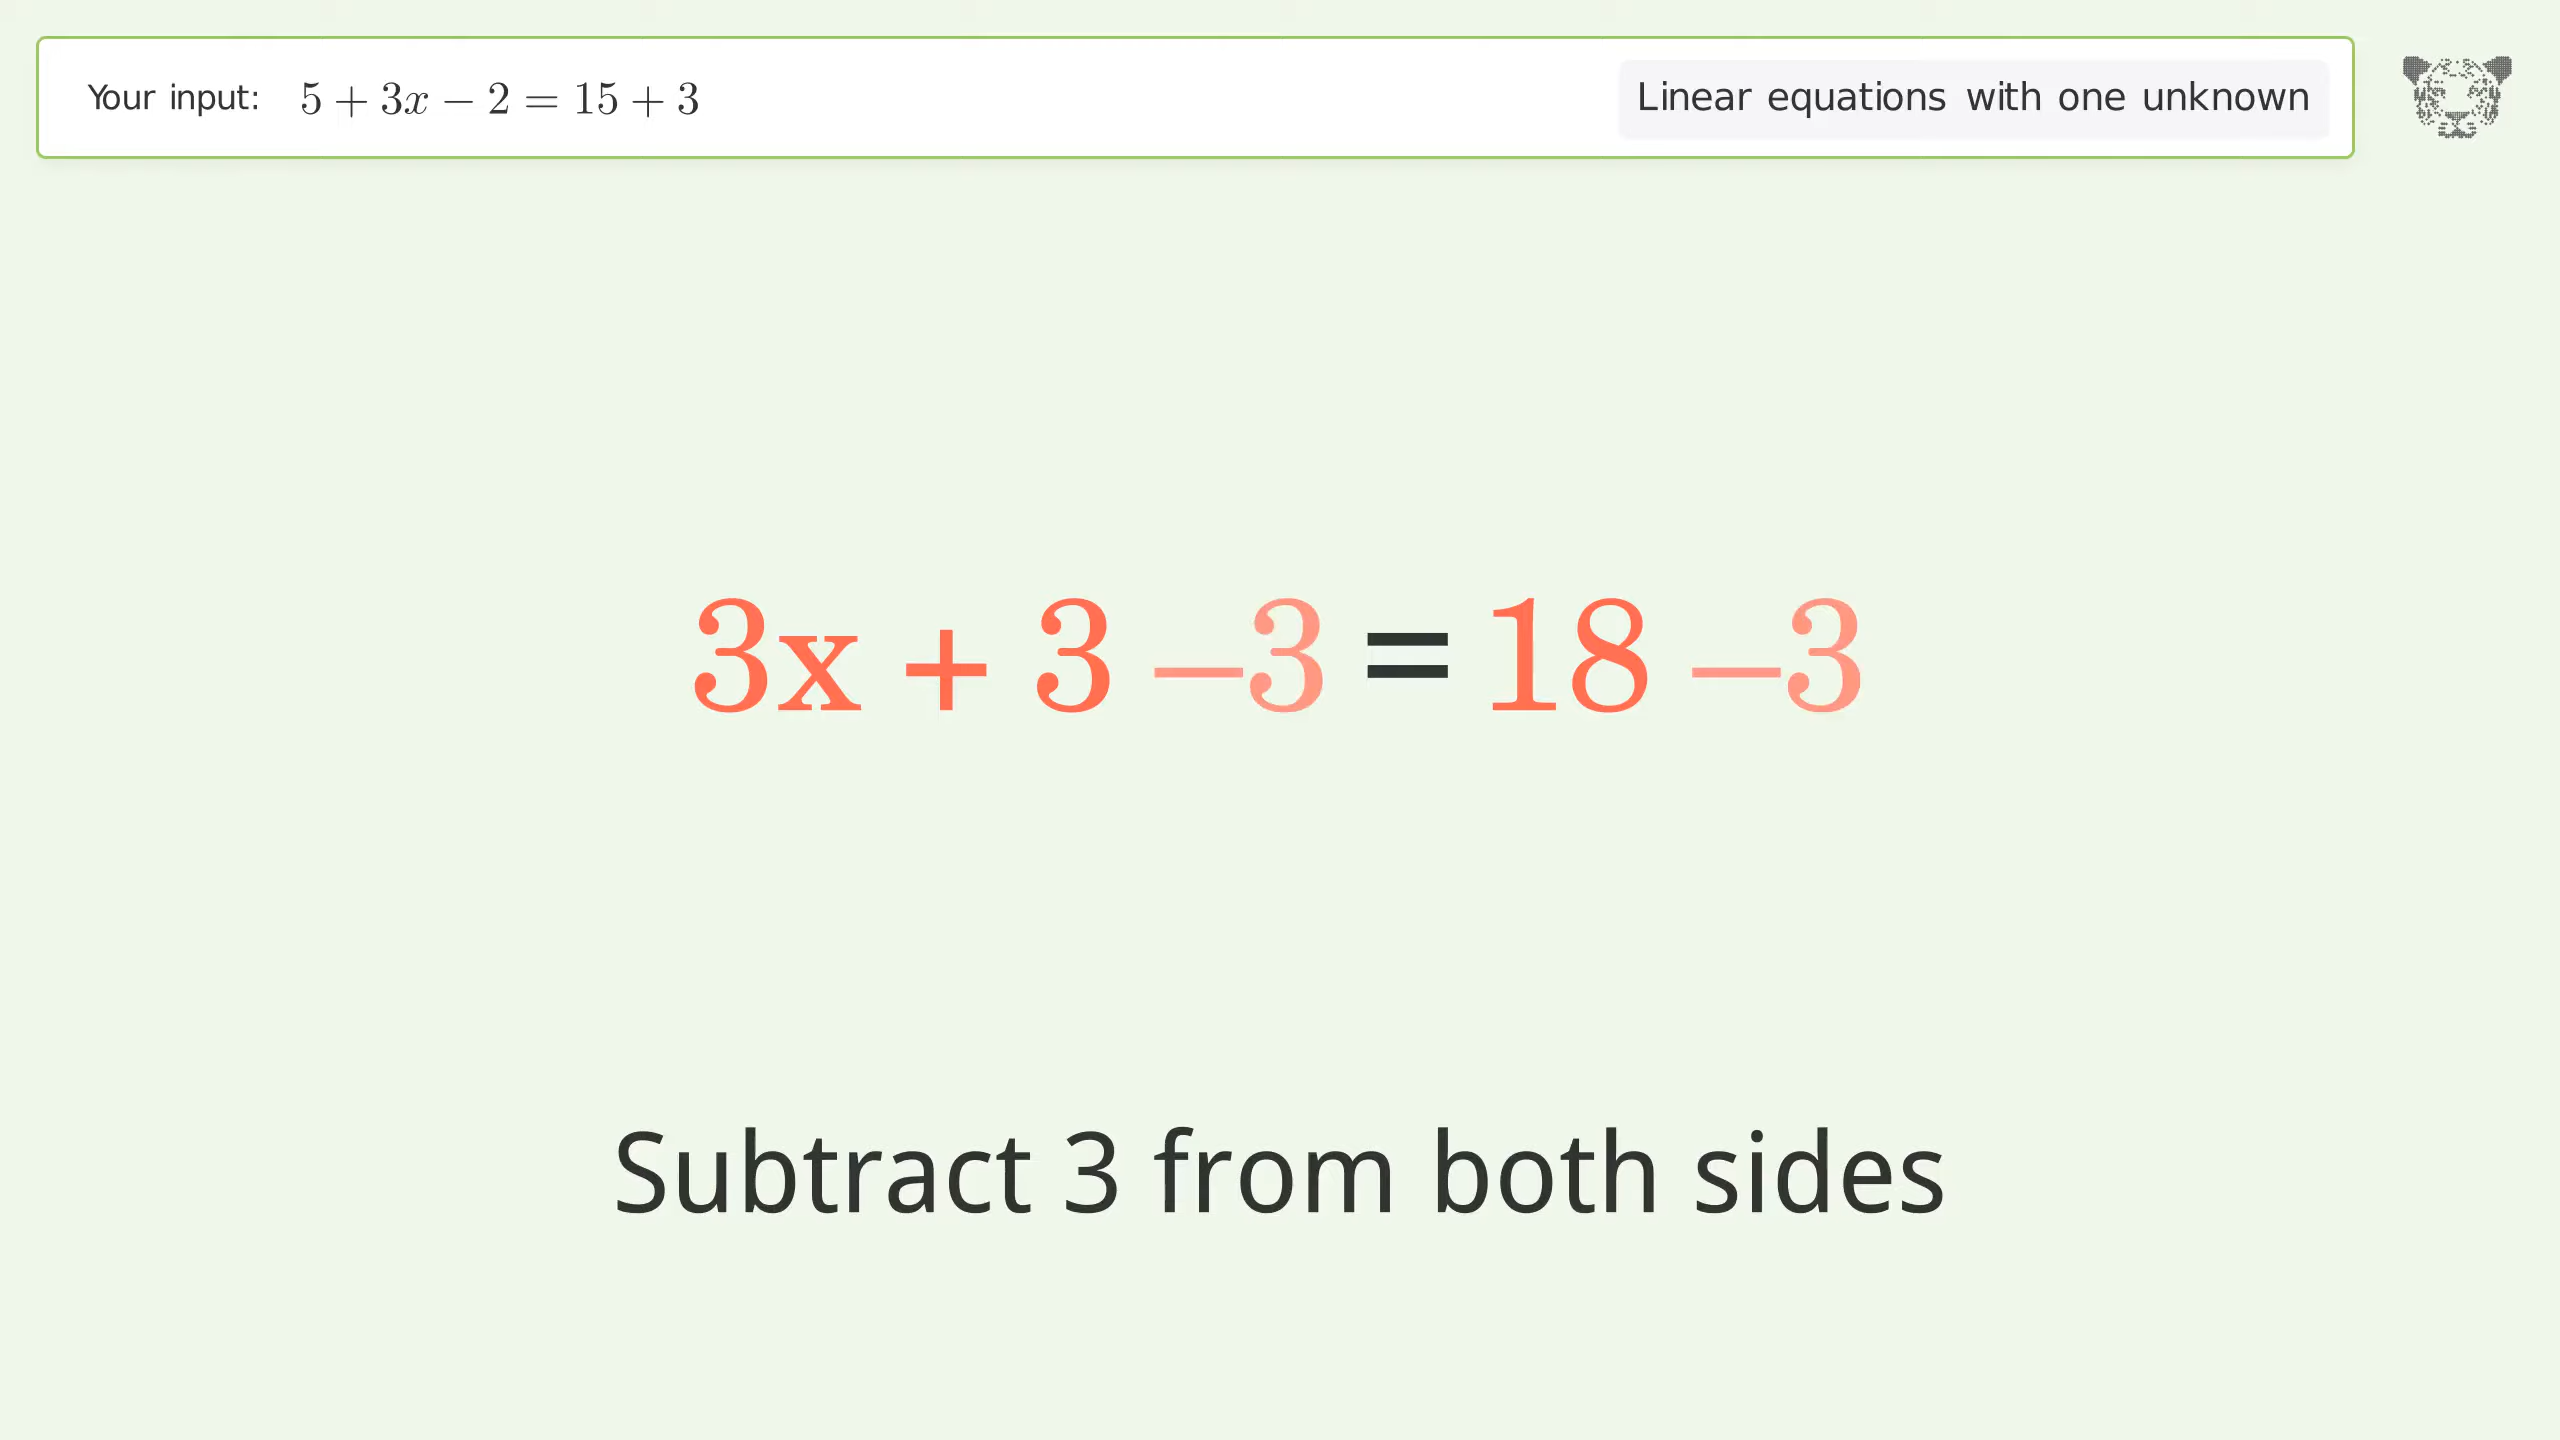 Your input: 5 + 3x − 2 = 15 + 3
Linear equations with one unknown
3x + 3 −3 = 18 −3
Subtract 3 from both sides